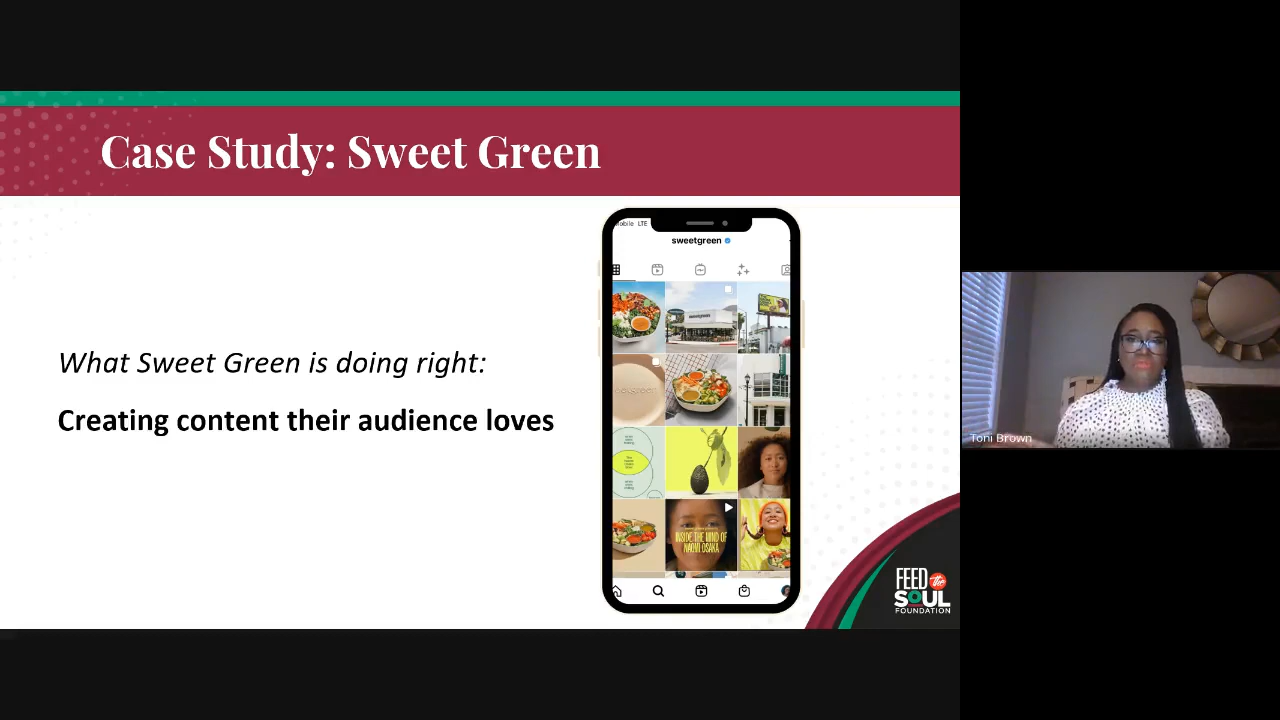 Case Study: Sweet Green
What Sweet Green is doing right:
Creating content their audience loves
LTE
sweetgreen
INSIDE THE MIND OF
NAOMI OSAKA
Toni Brown
FEED the
SOUL
FOUNDATION